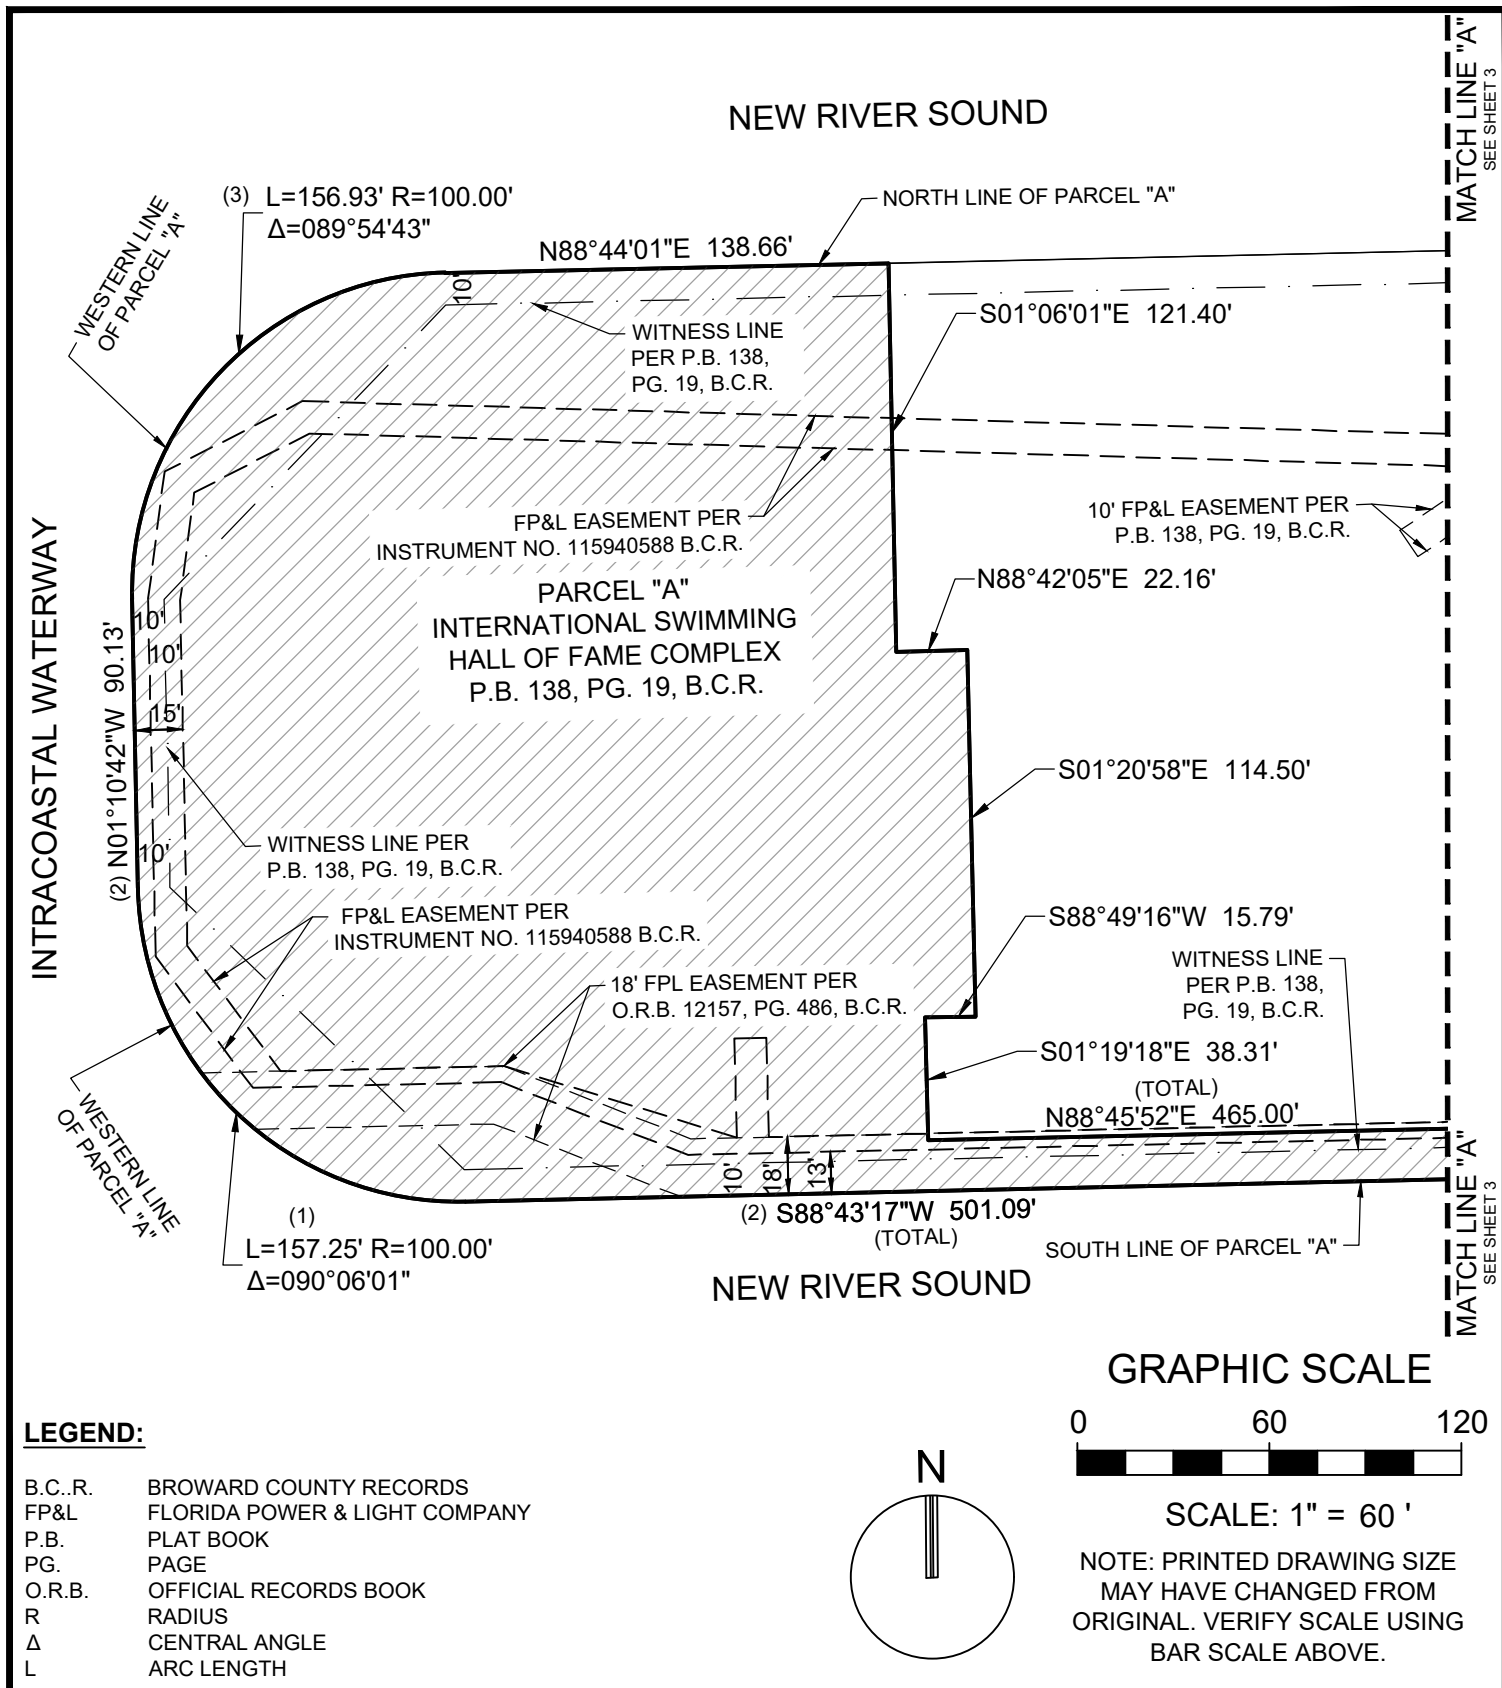 NEW RIVER SOUND
MATCH LINE "A"
SEE SHEET 3
WESTERN LINE
OF PARCEL "A"
(3) L=156.93' R=100.00'
Δ=089°54'43"
NORTH LINE OF PARCEL "A"
N88°44'01"E 138.66'
10'
WITNESS LINE
PER P.B. 138,
PG. 19, B.C.R.
S01°06'01"E 121.40'
FP&L EASEMENT PER
INSTRUMENT NO. 115940588 B.C.R.
10' FP&L EASEMENT PER
P.B. 138, PG. 19, B.C.R.
PARCEL "A"
INTERNATIONAL SWIMMING
HALL OF FAME COMPLEX
P.B. 138, PG. 19, B.C.R.
N88°42'05"E 22.16'
INTRACOASTAL WATERWAY
(2) N01°10'42"W 90.13'
10'
10'
15'
10'
S01°20'58"E 114.50'
WITNESS LINE PER
P.B. 138, PG. 19, B.C.R.
FP&L EASEMENT PER
INSTRUMENT NO. 115940588 B.C.R.
S88°49'16"W 15.79'
18' FPL EASEMENT PER
O.R.B. 12157, PG. 486, B.C.R.
WITNESS LINE
PER P.B. 138,
PG. 19, B.C.R.
S01°19'18"E 38.31'
(TOTAL)
N88°45'52"E 465.00'
WESTERN LINE
OF PARCEL "A"
10'
18'
13'
(1)
L=157.25' R=100.00'
Δ=090°06'01"
(2) S88°43'17"W 501.09'
(TOTAL)
SOUTH LINE OF PARCEL "A"
NEW RIVER SOUND
MATCH LINE "A"
SEE SHEET 3
GRAPHIC SCALE
0 60 120
SCALE: 1" = 60 '
NOTE: PRINTED DRAWING SIZE
MAY HAVE CHANGED FROM
ORIGINAL. VERIFY SCALE USING
BAR SCALE ABOVE.
N
LEGEND:
B.C..R. BROWARD COUNTY RECORDS
FP&L FLORIDA POWER & LIGHT COMPANY
P.B. PLAT BOOK
PG. PAGE
O.R.B. OFFICIAL RECORDS BOOK
R RADIUS
Δ CENTRAL ANGLE
L ARC LENGTH